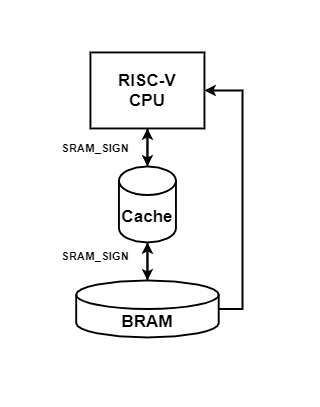 RISC-V
CPU
SRAM_SIGN
Cache
SRAM_SIGN
BRAM